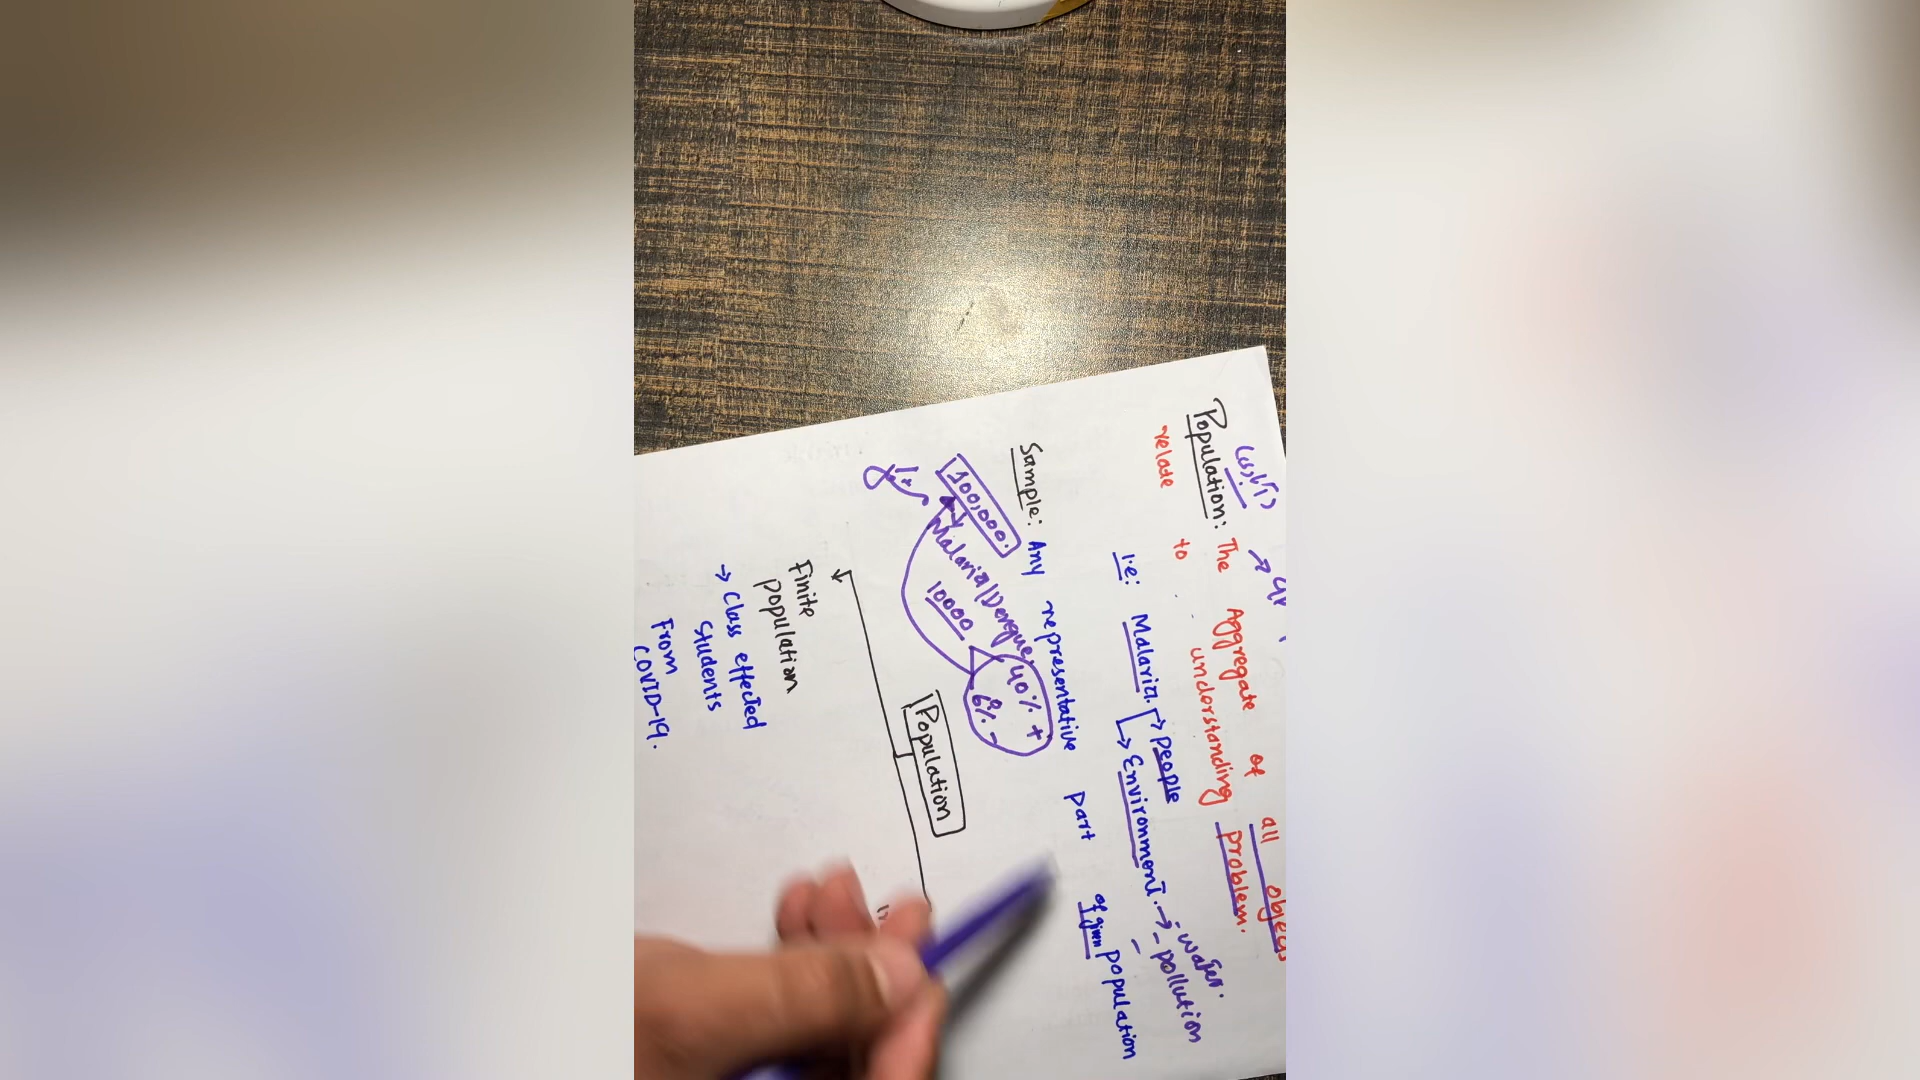 (آبادی)
Population: The Aggregate of all objects
relate to understanding problem.
i.e: Malaria. → People
→ Environment. → - water.
- pollution
Sample: Any representative part of given population
100,000.
Malaria/Dengue
10000
40% +
6% -
Population
Finite
population
→ Class effected
students
From
COVID-19.